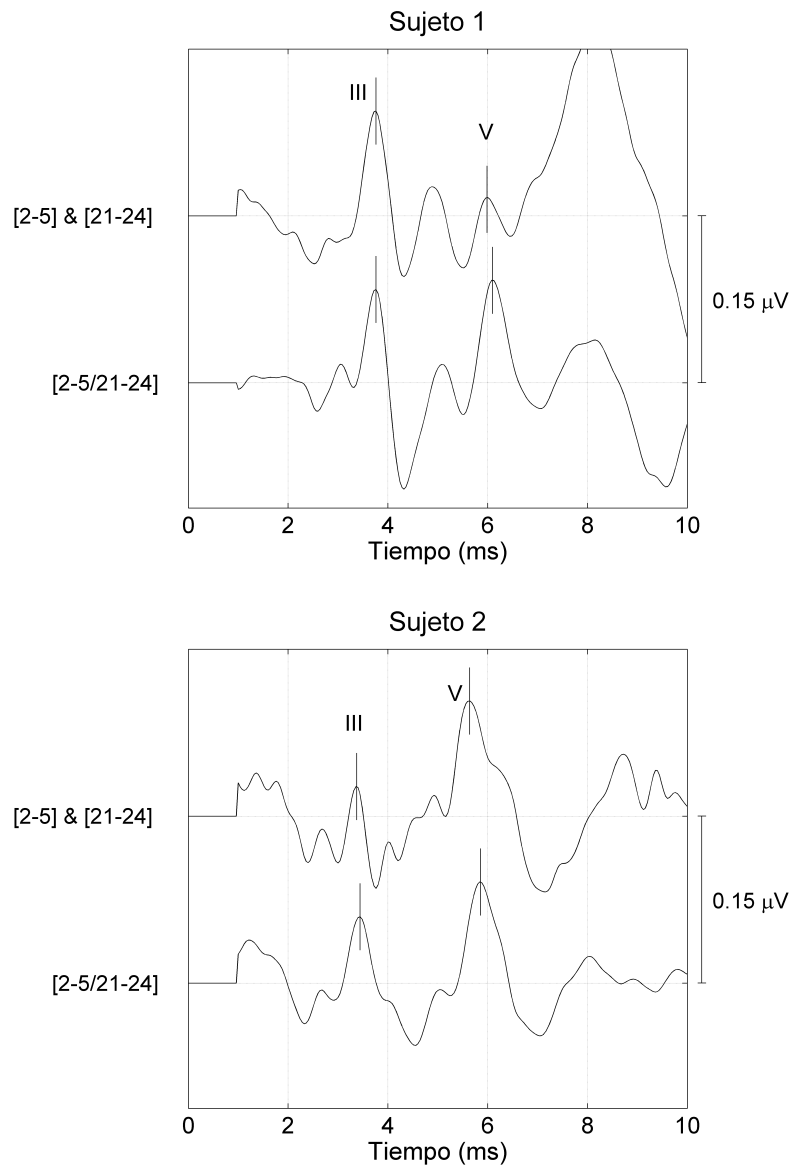 Sujeto 1
III
V
[2-5] & [21-24]
0.15 μV
[2-5/21-24]
0 2 4 6 8 10
Tiempo (ms)
Sujeto 2
V
III
[2-5] & [21-24]
0.15 μV
[2-5/21-24]
0 2 4 6 8 10
Tiempo (ms)